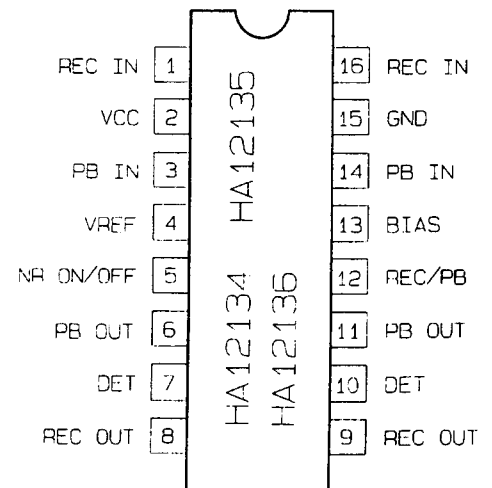 REC IN 1 16 REC IN
VCC 2 15 GND
PB IN 3 14 PB IN
VREF 4 13 BIAS
NR ON/OFF 5 12 REC/PB
PB OUT 6 11 PB OUT
DET 7 10 DET
REC OUT 8 9 REC OUT
HA12135
HA12134
HA12136